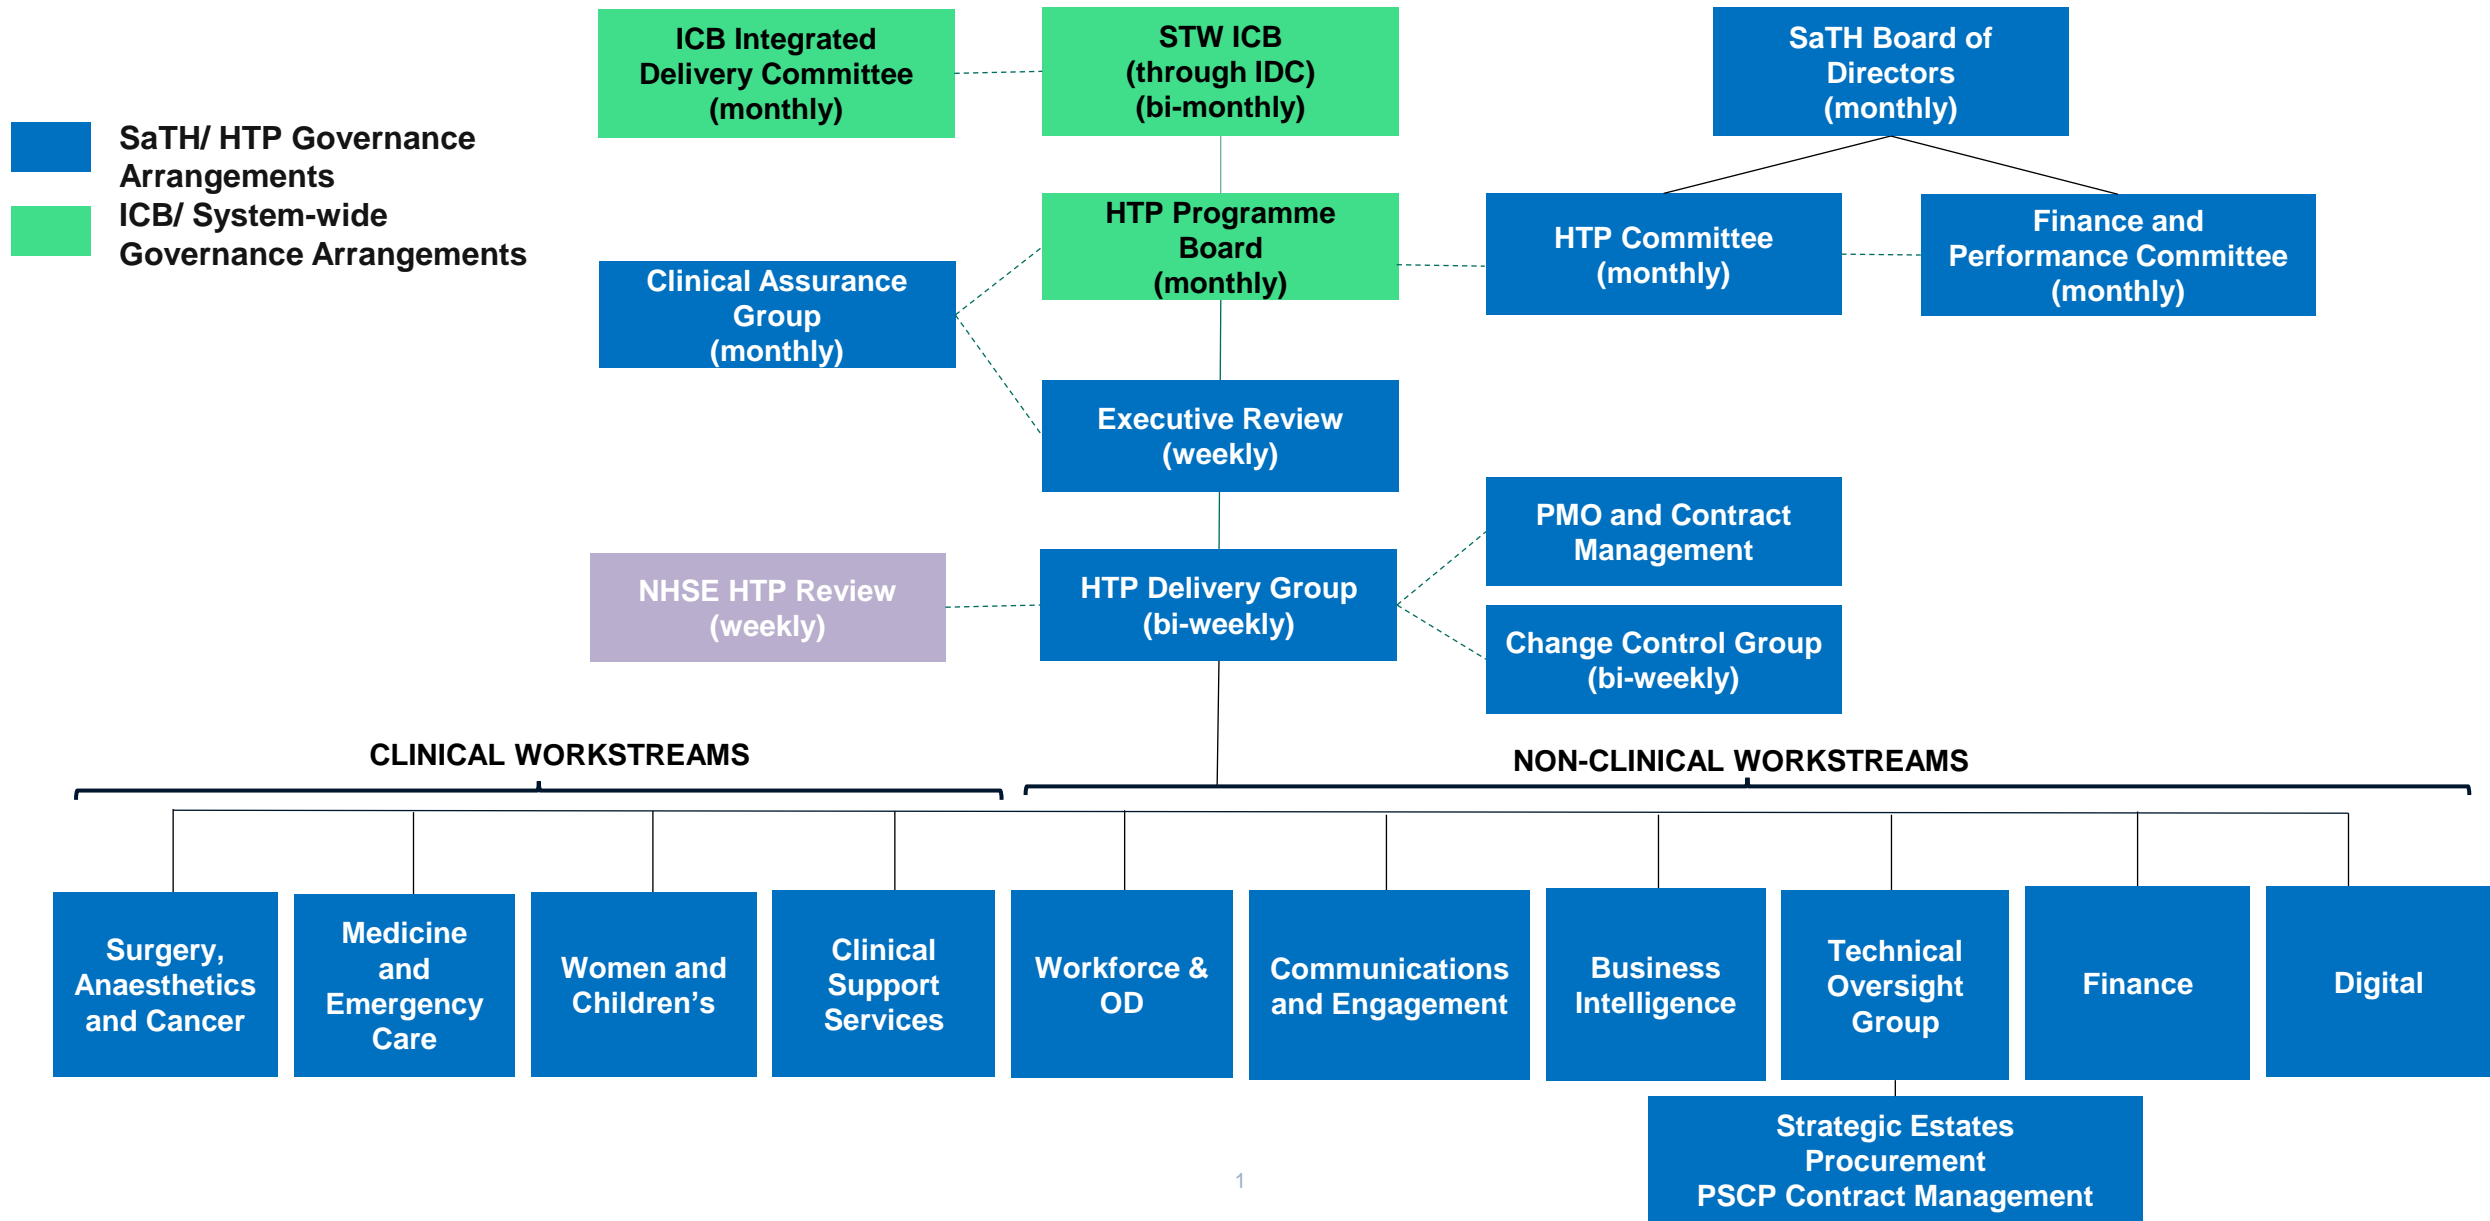 ICB Integrated
Delivery Committee
(monthly)
STW ICB
(through IDC)
(bi-monthly)
SaTH Board of
Directors
(monthly)
SaTH/ HTP Governance
Arrangements
ICB/ System-wide
Governance Arrangements
HTP Programme
Board
(monthly)
HTP Committee
(monthly)
Finance and
Performance Committee
(monthly)
Clinical Assurance
Group
(monthly)
Executive Review
(weekly)
PMO and Contract
Management
NHSE HTP Review
(weekly)
HTP Delivery Group
(bi-weekly)
Change Control Group
(bi-weekly)
CLINICAL WORKSTREAMS
NON-CLINICAL WORKSTREAMS
Surgery,
Anaesthetics
and Cancer
Medicine
and
Emergency
Care
Women and
Children’s
Clinical
Support
Services
Workforce &
OD
Communications
and Engagement
Business
Intelligence
Technical
Oversight
Group
Finance
Digital
Strategic Estates
Procurement
PSCP Contract Management
1